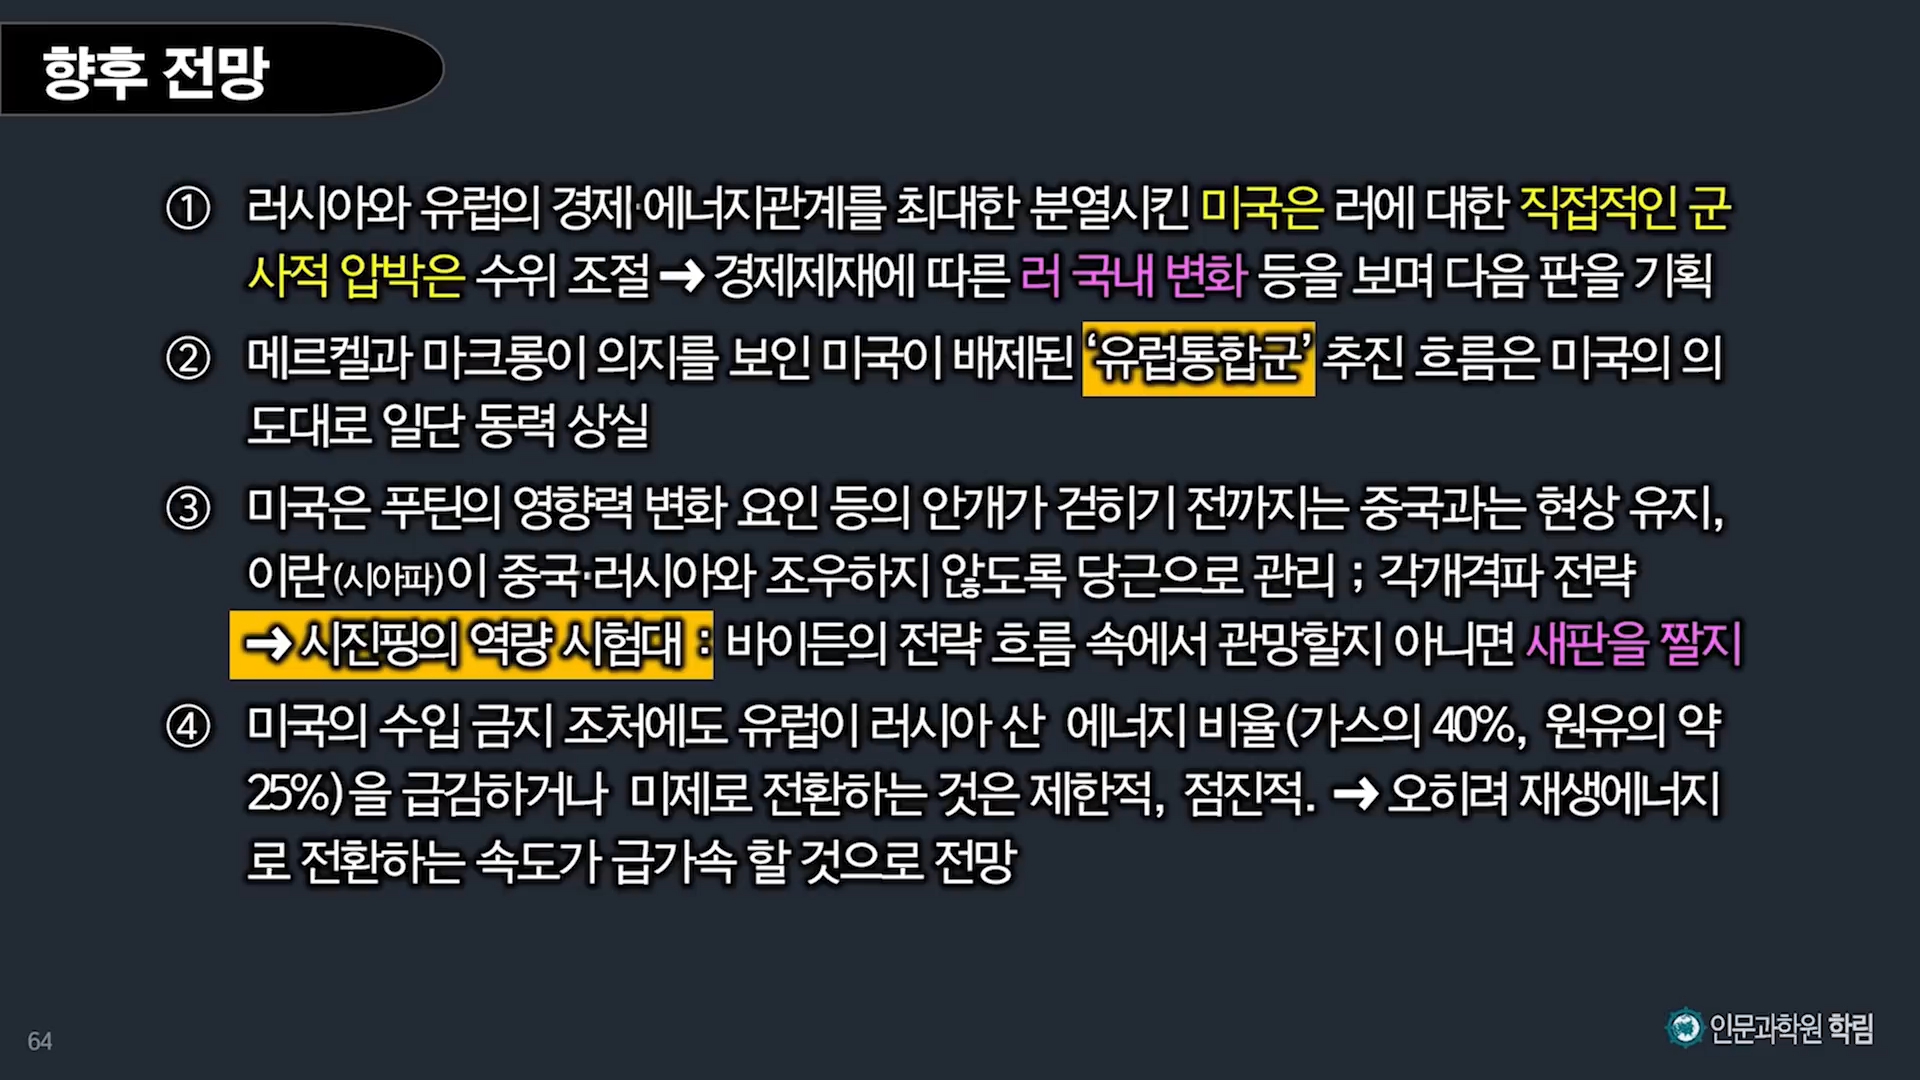 향후 전망
① 러시아와 유럽의 경제·에너지관계를 최대한 분열시킨 미국은 러에 대한 직접적인 군
사적 압박은 수위 조절 → 경제제재에 따른 러 국내 변화 등을 보며 다음 판을 기획
② 메르켈과 마크롱이 의지를 보인 미국이 배제된 ‘유럽통합군’ 추진 흐름은 미국의 의
도대로 일단 동력 상실
③ 미국은 푸틴의 영향력 변화 요인 등의 안개가 걷히기 전까지는 중국과는 현상 유지,
이란(시아파)이 중국·러시아와 조우하지 않도록 당근으로 관리 ; 각개격파 전략
→ 시진핑의 역량 시험대 : 바이든의 전략 흐름 속에서 관망할지 아니면 새판을 짤지
④ 미국의 수입 금지 조처에도 유럽이 러시아 산 에너지 비율(가스의 40%, 원유의 약
25%)을 급감하거나 미제로 전환하는 것은 제한적, 점진적. → 오히려 재생에너지
로 전환하는 속도가 급가속 할 것으로 전망
64
인문과학원 학림